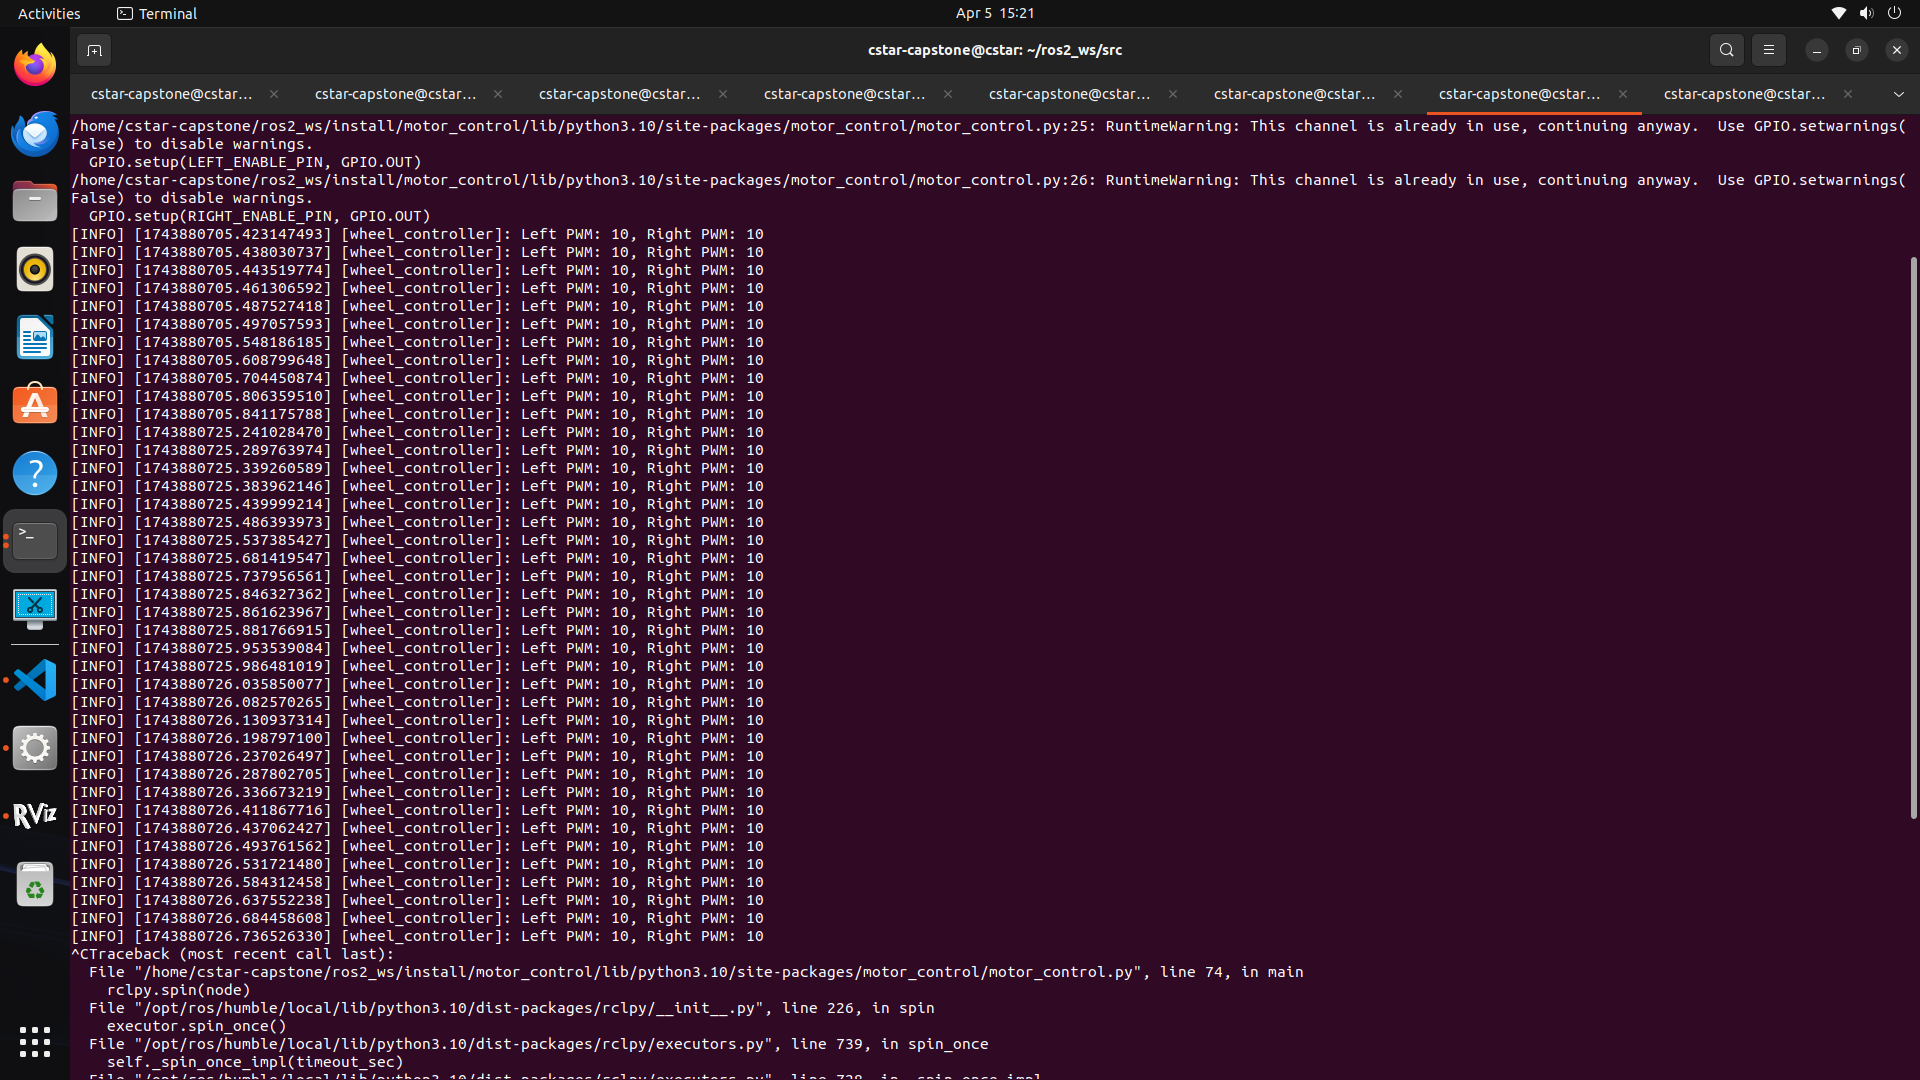 Activities
Terminal
Apr 5 15:21
cstar-capstone@cstar: ~/ros2_ws/src
cstar-capstone@cstar... cstar-capstone@cstar... cstar-capstone@cstar... cstar-capstone@cstar... cstar-capstone@cstar... cstar-capstone@cstar... cstar-capstone@cstar... cstar-capstone@cstar...
/home/cstar-capstone/ros2_ws/install/motor_control/lib/python3.10/site-packages/motor_control/motor_control.py:25: RuntimeWarning: This channel is already in use, continuing anyway.  Use GPIO.setwarnings(
False) to disable warnings.
  GPIO.setup(LEFT_ENABLE_PIN, GPIO.OUT)
/home/cstar-capstone/ros2_ws/install/motor_control/lib/python3.10/site-packages/motor_control/motor_control.py:26: RuntimeWarning: This channel is already in use, continuing anyway.  Use GPIO.setwarnings(
False) to disable warnings.
  GPIO.setup(RIGHT_ENABLE_PIN, GPIO.OUT)
[INFO] [1743880705.423147493] [wheel_controller]: Left PWM: 10, Right PWM: 10
[INFO] [1743880705.438030737] [wheel_controller]: Left PWM: 10, Right PWM: 10
[INFO] [1743880705.443519774] [wheel_controller]: Left PWM: 10, Right PWM: 10
[INFO] [1743880705.461306592] [wheel_controller]: Left PWM: 10, Right PWM: 10
[INFO] [1743880705.487527418] [wheel_controller]: Left PWM: 10, Right PWM: 10
[INFO] [1743880705.497057593] [wheel_controller]: Left PWM: 10, Right PWM: 10
[INFO] [1743880705.548186185] [wheel_controller]: Left PWM: 10, Right PWM: 10
[INFO] [1743880705.608799648] [wheel_controller]: Left PWM: 10, Right PWM: 10
[INFO] [1743880705.704450874] [wheel_controller]: Left PWM: 10, Right PWM: 10
[INFO] [1743880705.806359510] [wheel_controller]: Left PWM: 10, Right PWM: 10
[INFO] [1743880705.841175788] [wheel_controller]: Left PWM: 10, Right PWM: 10
[INFO] [1743880725.241028470] [wheel_controller]: Left PWM: 10, Right PWM: 10
[INFO] [1743880725.289763974] [wheel_controller]: Left PWM: 10, Right PWM: 10
[INFO] [1743880725.339260589] [wheel_controller]: Left PWM: 10, Right PWM: 10
[INFO] [1743880725.383962146] [wheel_controller]: Left PWM: 10, Right PWM: 10
[INFO] [1743880725.439999214] [wheel_controller]: Left PWM: 10, Right PWM: 10
[INFO] [1743880725.486393973] [wheel_controller]: Left PWM: 10, Right PWM: 10
[INFO] [1743880725.537385427] [wheel_controller]: Left PWM: 10, Right PWM: 10
[INFO] [1743880725.681419547] [wheel_controller]: Left PWM: 10, Right PWM: 10
[INFO] [1743880725.737956561] [wheel_controller]: Left PWM: 10, Right PWM: 10
[INFO] [1743880725.846327362] [wheel_controller]: Left PWM: 10, Right PWM: 10
[INFO] [1743880725.861623967] [wheel_controller]: Left PWM: 10, Right PWM: 10
[INFO] [1743880725.881766915] [wheel_controller]: Left PWM: 10, Right PWM: 10
[INFO] [1743880725.953539084] [wheel_controller]: Left PWM: 10, Right PWM: 10
[INFO] [1743880725.986481019] [wheel_controller]: Left PWM: 10, Right PWM: 10
[INFO] [1743880726.035850077] [wheel_controller]: Left PWM: 10, Right PWM: 10
[INFO] [1743880726.082570265] [wheel_controller]: Left PWM: 10, Right PWM: 10
[INFO] [1743880726.130937314] [wheel_controller]: Left PWM: 10, Right PWM: 10
[INFO] [1743880726.198797100] [wheel_controller]: Left PWM: 10, Right PWM: 10
[INFO] [1743880726.237026497] [wheel_controller]: Left PWM: 10, Right PWM: 10
[INFO] [1743880726.287802705] [wheel_controller]: Left PWM: 10, Right PWM: 10
[INFO] [1743880726.336673219] [wheel_controller]: Left PWM: 10, Right PWM: 10
[INFO] [1743880726.411867716] [wheel_controller]: Left PWM: 10, Right PWM: 10
[INFO] [1743880726.437062427] [wheel_controller]: Left PWM: 10, Right PWM: 10
[INFO] [1743880726.493761562] [wheel_controller]: Left PWM: 10, Right PWM: 10
[INFO] [1743880726.531721480] [wheel_controller]: Left PWM: 10, Right PWM: 10
[INFO] [1743880726.584312458] [wheel_controller]: Left PWM: 10, Right PWM: 10
[INFO] [1743880726.637552238] [wheel_controller]: Left PWM: 10, Right PWM: 10
[INFO] [1743880726.684458608] [wheel_controller]: Left PWM: 10, Right PWM: 10
[INFO] [1743880726.736526330] [wheel_controller]: Left PWM: 10, Right PWM: 10
^CTraceback (most recent call last):
  File "/home/cstar-capstone/ros2_ws/install/motor_control/lib/python3.10/site-packages/motor_control/motor_control.py", line 74, in main
    rclpy.spin(node)
  File "/opt/ros/humble/local/lib/python3.10/dist-packages/rclpy/__init__.py", line 226, in spin
    executor.spin_once()
  File "/opt/ros/humble/local/lib/python3.10/dist-packages/rclpy/executors.py", line 739, in spin_once
    self._spin_once_impl(timeout_sec)
  File "/opt/ros/humble/local/lib/python3.10/dist-packages/rclpy/executors.py", line 728, in _spin_once_impl
RViz